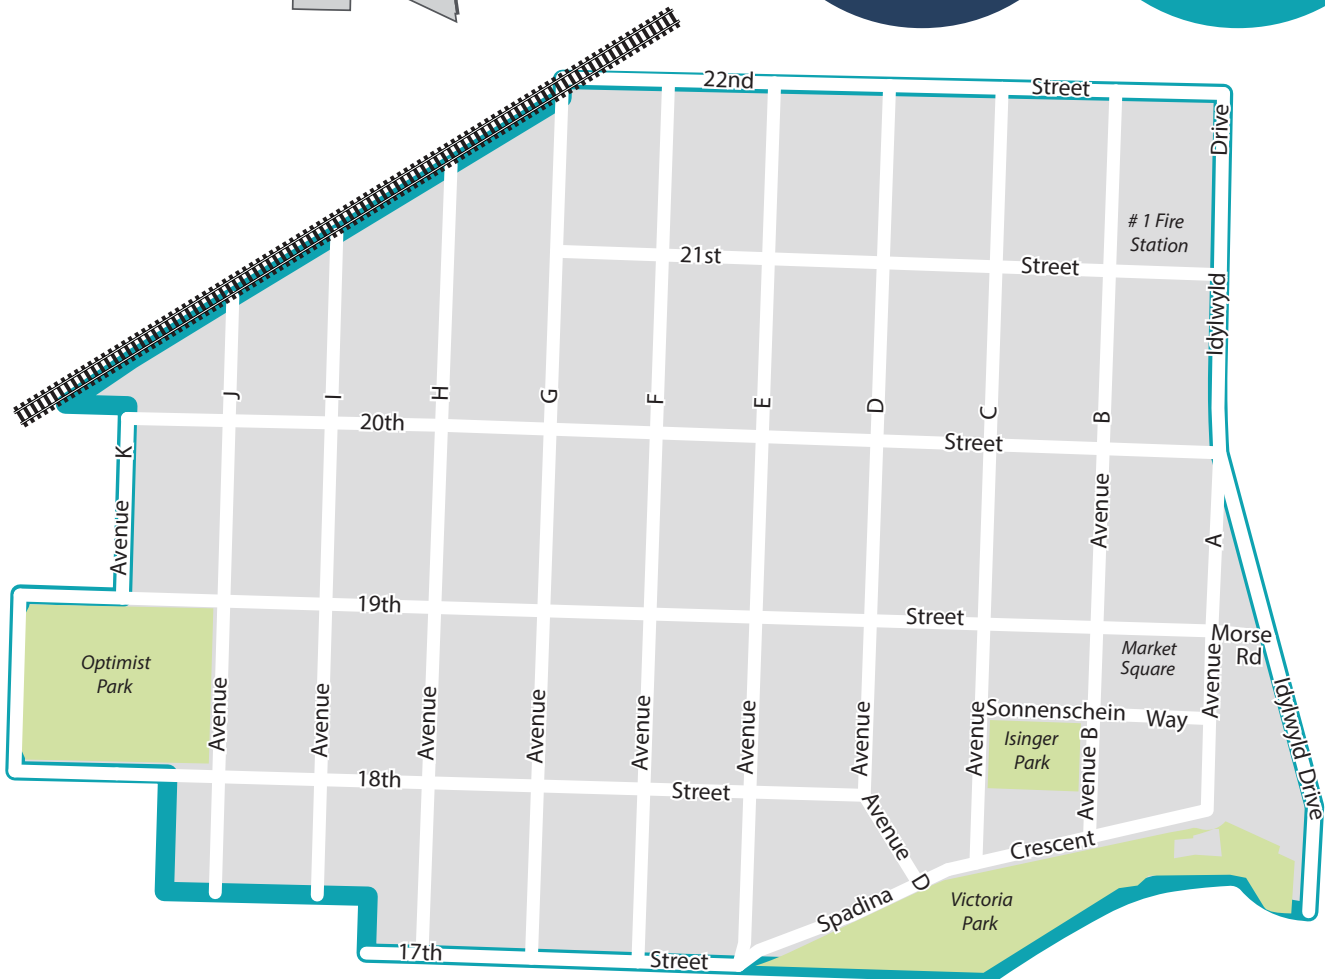 22nd Street
Drive
# 1 Fire
Station
21st Street
Idylwyld
J I H G F E D C B
20th Street
K
Avenue
Avenue
A
19th Street
Morse
Rd
Market
Square
Optimist
Park
Avenue Avenue Avenue Avenue Avenue Avenue Avenue Avenue
Avenue
Sonnenschein Way
Idylwyld Drive
Isinger
Park
Avenue B
18th Street
Avenue D
Crescent
Spadina
Victoria
Park
17th Street